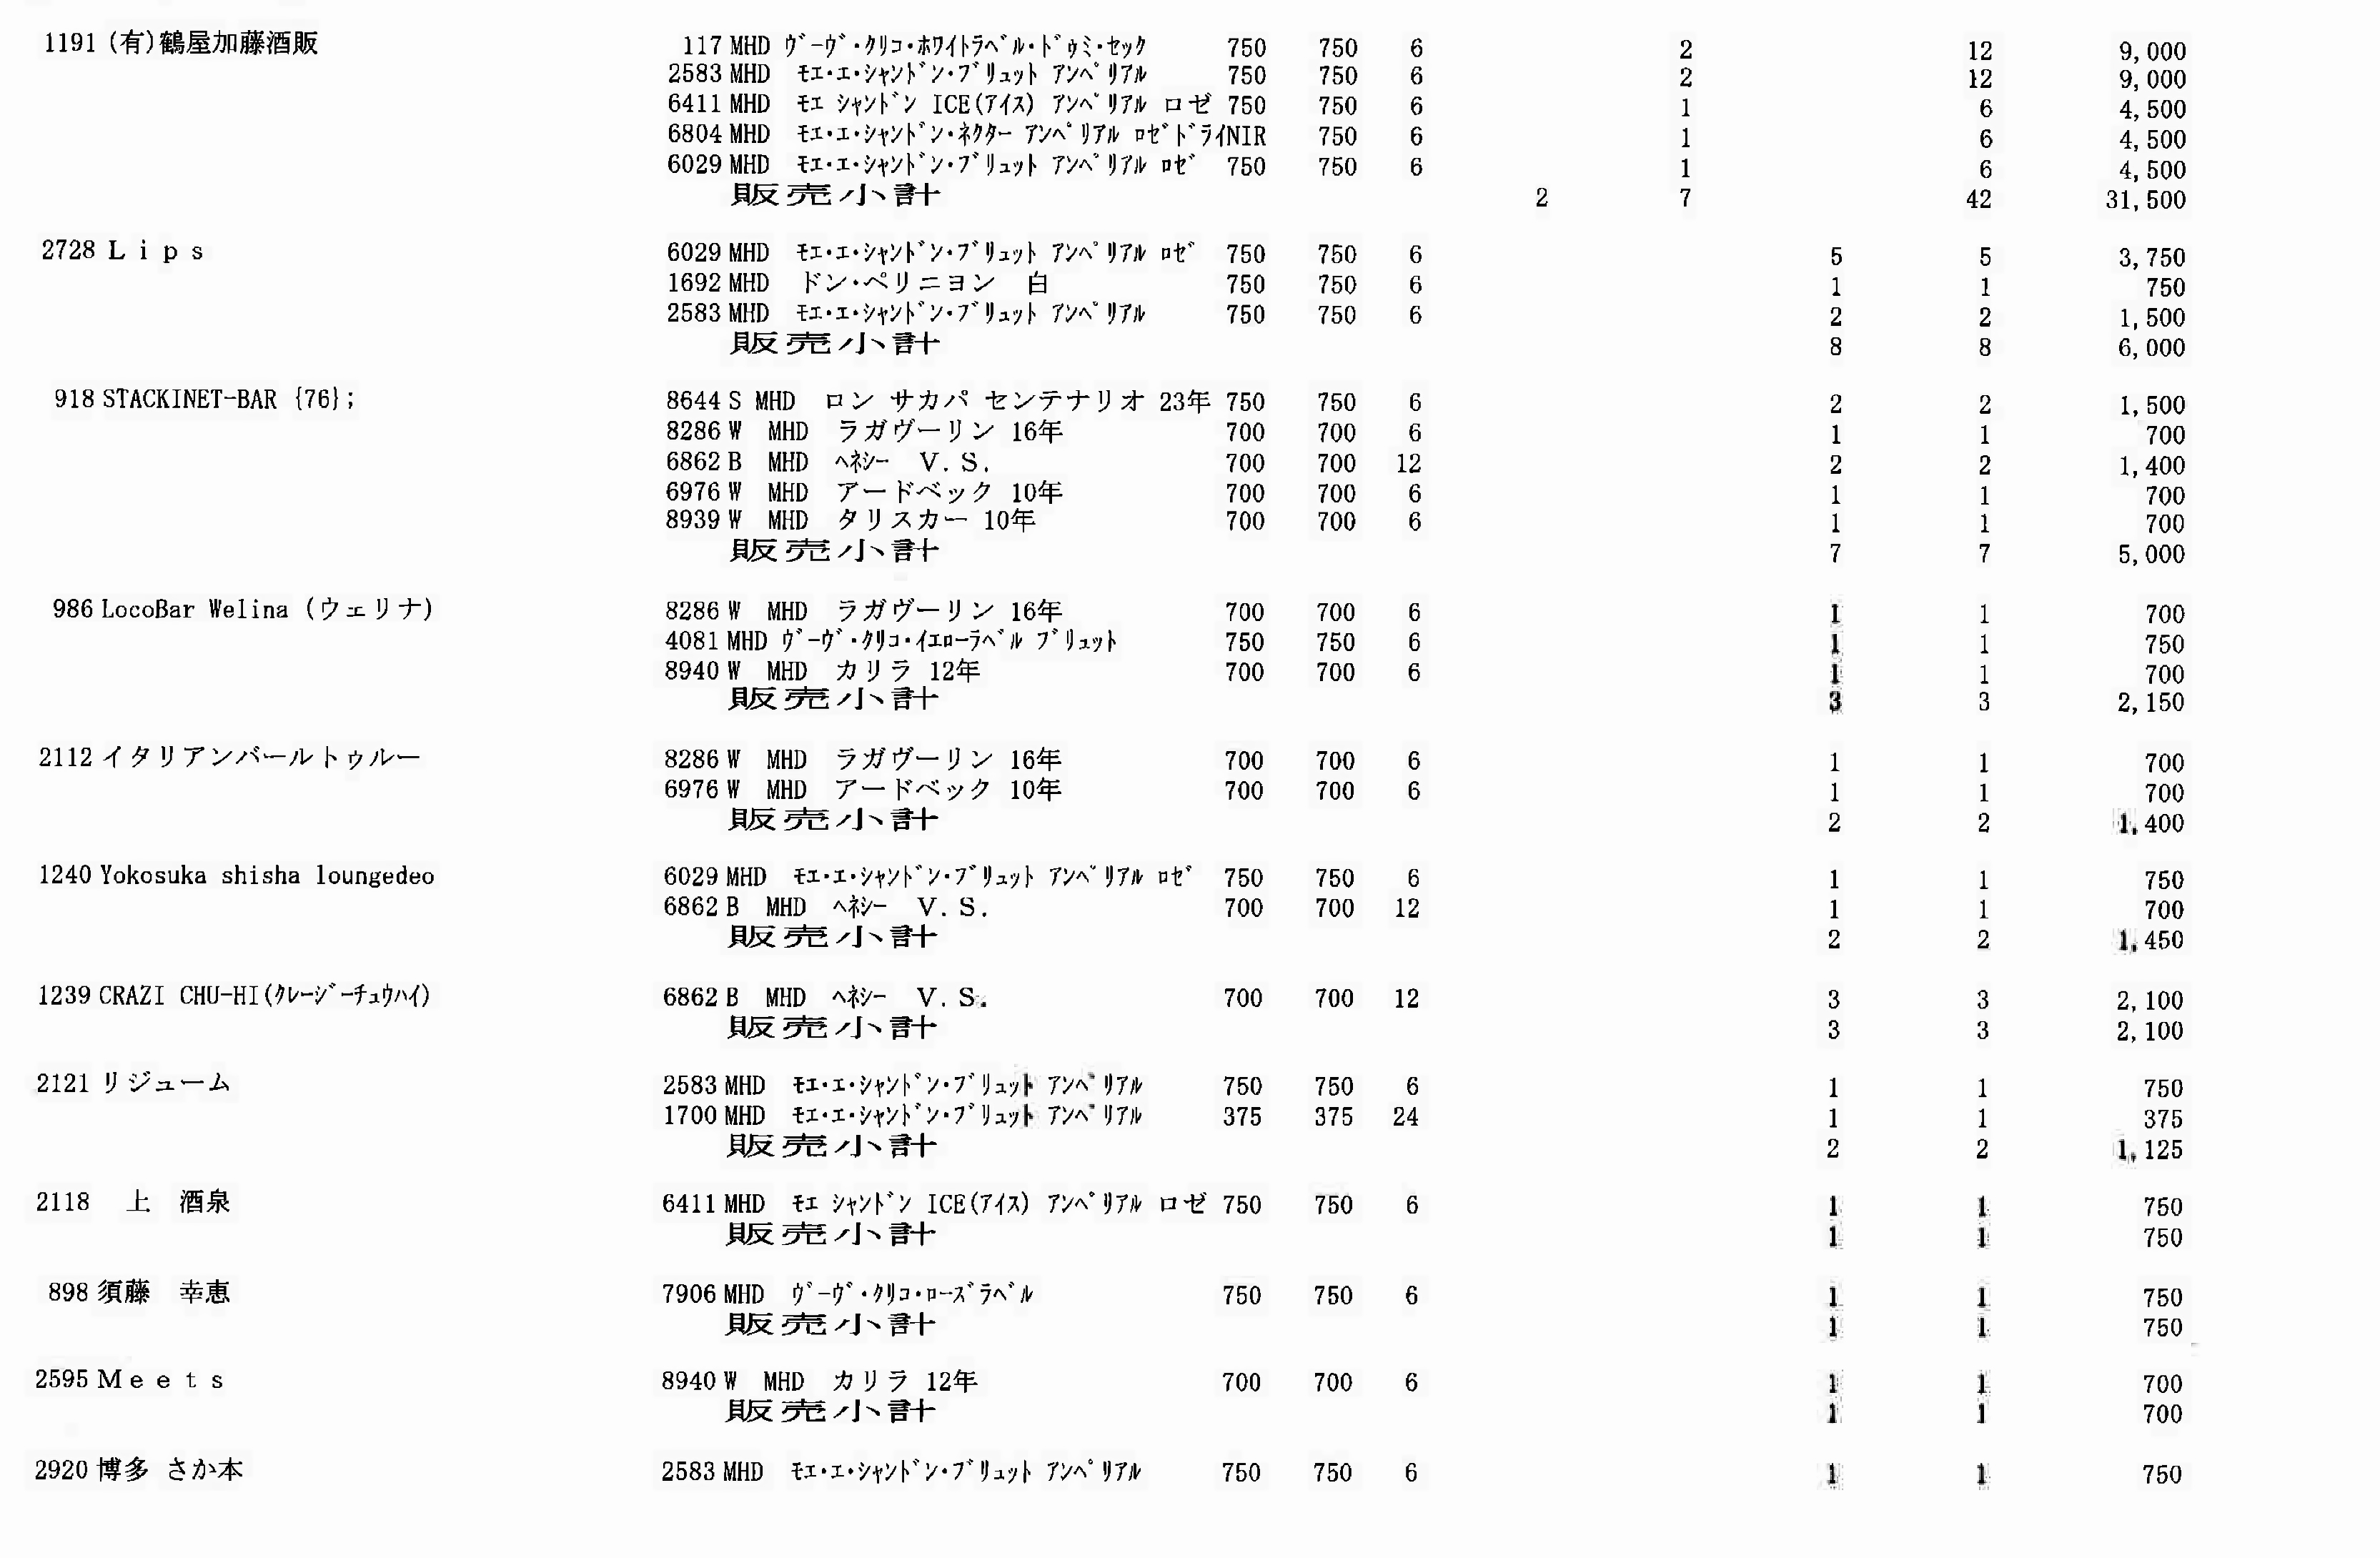 1191 (有)鶴屋加藤酒販 117 MHD ｳﾞｰｳﾞ・ｸﾘｺ・ﾎﾜｲﾄﾗﾍﾞﾙ・ﾄﾞｩﾐ・ｾｯｸ 750 750 6 2 12 9,000
2583 MHD ﾓｴ・ｴ・ｼｬﾝﾄﾞﾝ・ﾌﾞﾘｭｯﾄ ｱﾝﾍﾟﾘｱﾙ 750 750 6 2 12 9,000
6411 MHD ﾓｴ ｼｬﾝﾄﾞﾝ ICE(ｱｲｽ) ｱﾝﾍﾟﾘｱﾙ ロゼ 750 750 6 1 6 4,500
6804 MHD ﾓｴ・ｴ・ｼｬﾝﾄﾞﾝ・ﾈｸﾀｰ ｱﾝﾍﾟﾘｱﾙ ﾛｾﾞﾄﾞﾗｲNIR 750 6 1 6 4,500
6029 MHD ﾓｴ・ｴ・ｼｬﾝﾄﾞﾝ・ﾌﾞﾘｭｯﾄ ｱﾝﾍﾟﾘｱﾙ ﾛｾﾞ 750 750 6 1 6 4,500
販売小計 2 7 42 31,500
2728 Ｌｉｐｓ 6029 MHD ﾓｴ・ｴ・ｼｬﾝﾄﾞﾝ・ﾌﾞﾘｭｯﾄ ｱﾝﾍﾟﾘｱﾙ ﾛｾﾞ 750 750 6 5 5 3,750
1692 MHD ドン・ペリニヨン 白 750 750 6 1 1 750
2583 MHD ﾓｴ・ｴ・ｼｬﾝﾄﾞﾝ・ﾌﾞﾘｭｯﾄ ｱﾝﾍﾟﾘｱﾙ 750 750 6 2 2 1,500
販売小計 8 8 6,000
918 STACKINET-BAR {76}; 8644 S MHD ロン サカパ センテナリオ 23年 750 750 6 2 2 1,500
8286 W MHD ラガヴーリン 16年 700 700 6 1 1 700
6862 B MHD ﾍﾈｼｰ Ｖ.Ｓ. 700 700 12 2 2 1,400
6976 W MHD アードベック 10年 700 700 6 1 1 700
8939 W MHD タリスカー 10年 700 700 6 1 1 700
販売小計 7 7 5,000
986 LocoBar Welina (ウェリナ) 8286 W MHD ラガヴーリン 16年 700 700 6 1 1 700
4081 MHD ｳﾞｰｳﾞ・ｸﾘｺ・ｲｴﾛｰﾗﾍﾞﾙ ﾌﾞﾘｭｯﾄ 750 750 6 1 1 750
8940 W MHD カリラ 12年 700 700 6 1 1 700
販売小計 3 3 2,150
2112 イタリアンバールトゥルー 8286 W MHD ラガヴーリン 16年 700 700 6 1 1 700
6976 W MHD アードベック 10年 700 700 6 1 1 700
販売小計 2 2 1,400
1240 Yokosuka shisha loungedeo 6029 MHD ﾓｴ・ｴ・ｼｬﾝﾄﾞﾝ・ﾌﾞﾘｭｯﾄ ｱﾝﾍﾟﾘｱﾙ ﾛｾﾞ 750 750 6 1 1 750
6862 B MHD ﾍﾈｼｰ Ｖ.Ｓ. 700 700 12 1 1 700
販売小計 2 2 1,450
1239 CRAZI CHU-HI(ｸﾚｰｼﾞｰﾁｭｳﾊｲ) 6862 B MHD ﾍﾈｼｰ Ｖ.Ｓ. 700 700 12 3 3 2,100
販売小計 3 3 2,100
2121 リジューム 2583 MHD ﾓｴ・ｴ・ｼｬﾝﾄﾞﾝ・ﾌﾞﾘｭｯﾄ ｱﾝﾍﾟﾘｱﾙ 750 750 6 1 1 750
1700 MHD ﾓｴ・ｴ・ｼｬﾝﾄﾞﾝ・ﾌﾞﾘｭｯﾄ ｱﾝﾍﾟﾘｱﾙ 375 375 24 1 1 375
販売小計 2 2 1,125
2118 上 酒泉 6411 MHD ﾓｴ ｼｬﾝﾄﾞﾝ ICE(ｱｲｽ) ｱﾝﾍﾟﾘｱﾙ ロゼ 750 750 6 1 1 750
販売小計 1 1 750
898 須藤 幸恵 7906 MHD ｳﾞｰｳﾞ・ｸﾘｺ・ﾛｰｽﾞﾗﾍﾞﾙ 750 750 6 1 1 750
販売小計 1 1 750
2595 Ｍｅｅｔｓ 8940 W MHD カリラ 12年 700 700 6 1 1 700
販売小計 1 1 700
2920 博多 さか本 2583 MHD ﾓｴ・ｴ・ｼｬﾝﾄﾞﾝ・ﾌﾞﾘｭｯﾄ ｱﾝﾍﾟﾘｱﾙ 750 750 6 1 1 750